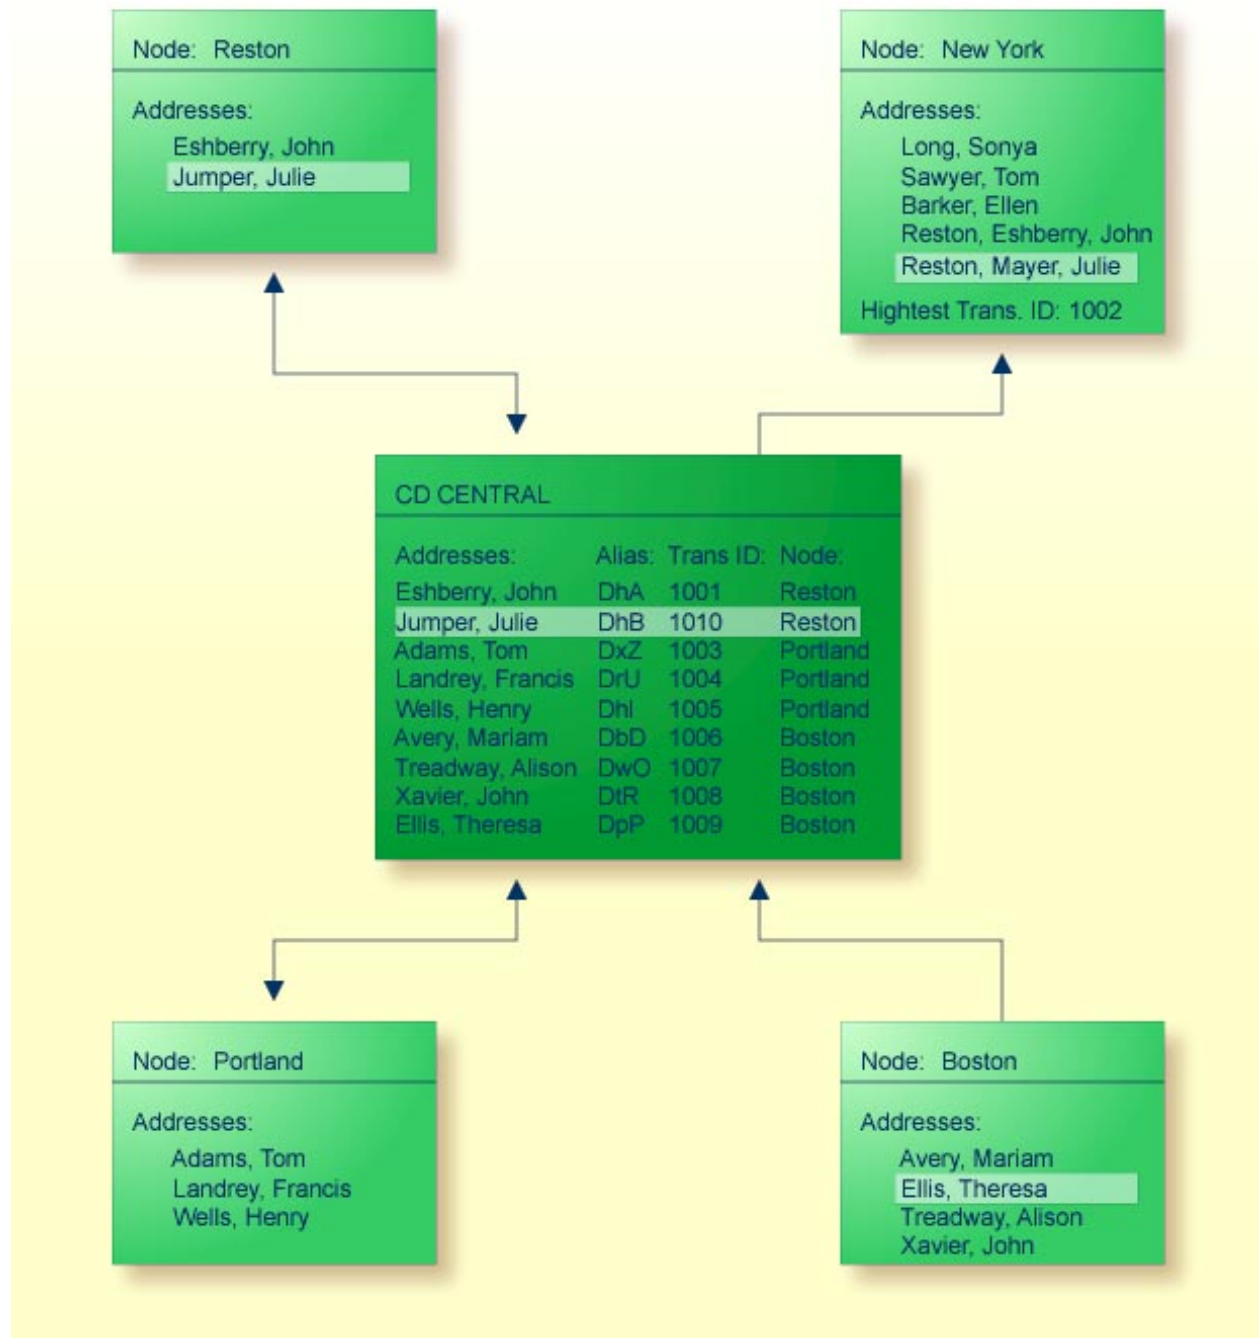 Node: Reston
Addresses:
Eshberry, John
Jumper, Julie
Node: New York
Addresses:
Long, Sonya
Sawyer, Tom
Barker, Ellen
Reston, Eshberry, John
Reston, Mayer, Julie
Hightest Trans. ID: 1002
CD CENTRAL
Addresses: Alias: Trans ID: Node:
Eshberry, John DhA 1001 Reston
Jumper, Julie DhB 1010 Reston
Adams, Tom DxZ 1003 Portland
Landrey, Francis DrU 1004 Portland
Wells, Henry DhI 1005 Portland
Avery, Mariam DbD 1006 Boston
Treadway, Alison DwO 1007 Boston
Xavier, John DtR 1008 Boston
Ellis, Theresa DpP 1009 Boston
Node: Portland
Addresses:
Adams, Tom
Landrey, Francis
Wells, Henry
Node: Boston
Addresses:
Avery, Mariam
Ellis, Theresa
Treadway, Alison
Xavier, John